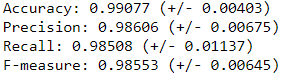 Accuracy: 0.99077 (+/- 0.00403)
Precision: 0.98606 (+/- 0.00675)
Recall: 0.98508 (+/- 0.01137)
F-measure: 0.98553 (+/- 0.00645)